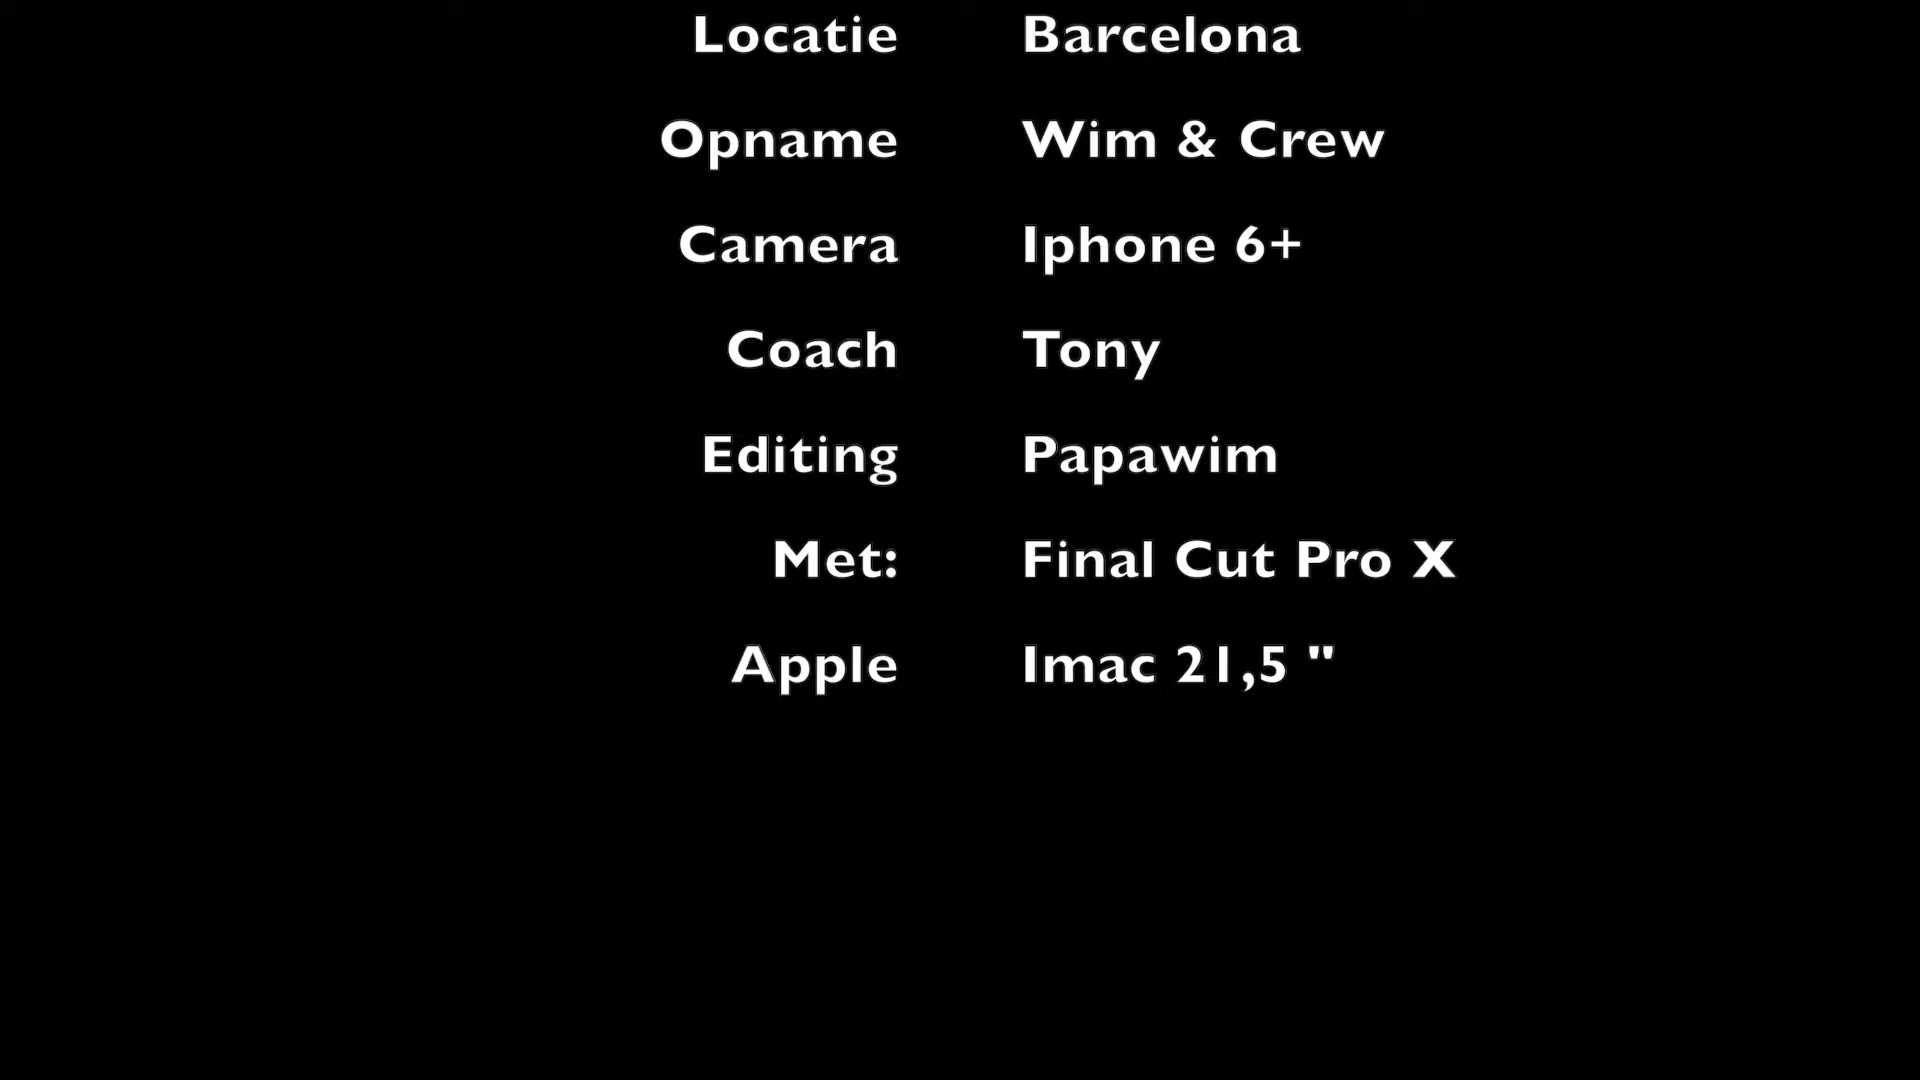 Locatie Barcelona
Opname Wim & Crew
Camera Iphone 6+
Coach Tony
Editing Papawim
Met: Final Cut Pro X
Apple Imac 21,5 "